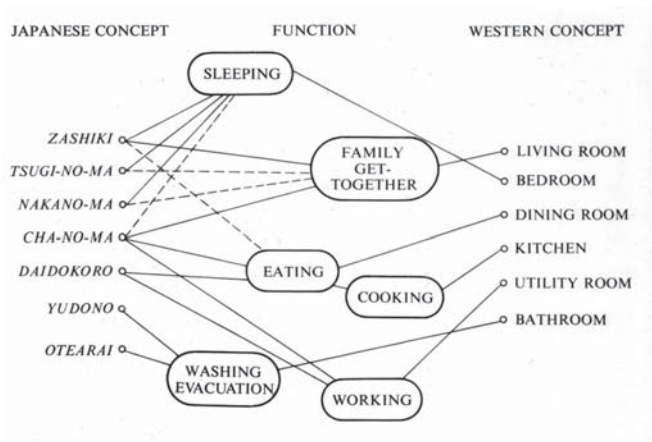 JAPANESE CONCEPT
FUNCTION
WESTERN CONCEPT
SLEEPING
ZASHIKI
TSUGI-NO-MA
NAKANO-MA
CHA-NO-MA
DAIDOKORO
YUDONO
OTEARAI
FAMILY
GET-
TOGETHER
EATING
COOKING
WASHING
EVACUATION
WORKING
LIVING ROOM
BEDROOM
DINING ROOM
KITCHEN
UTILITY ROOM
BATHROOM